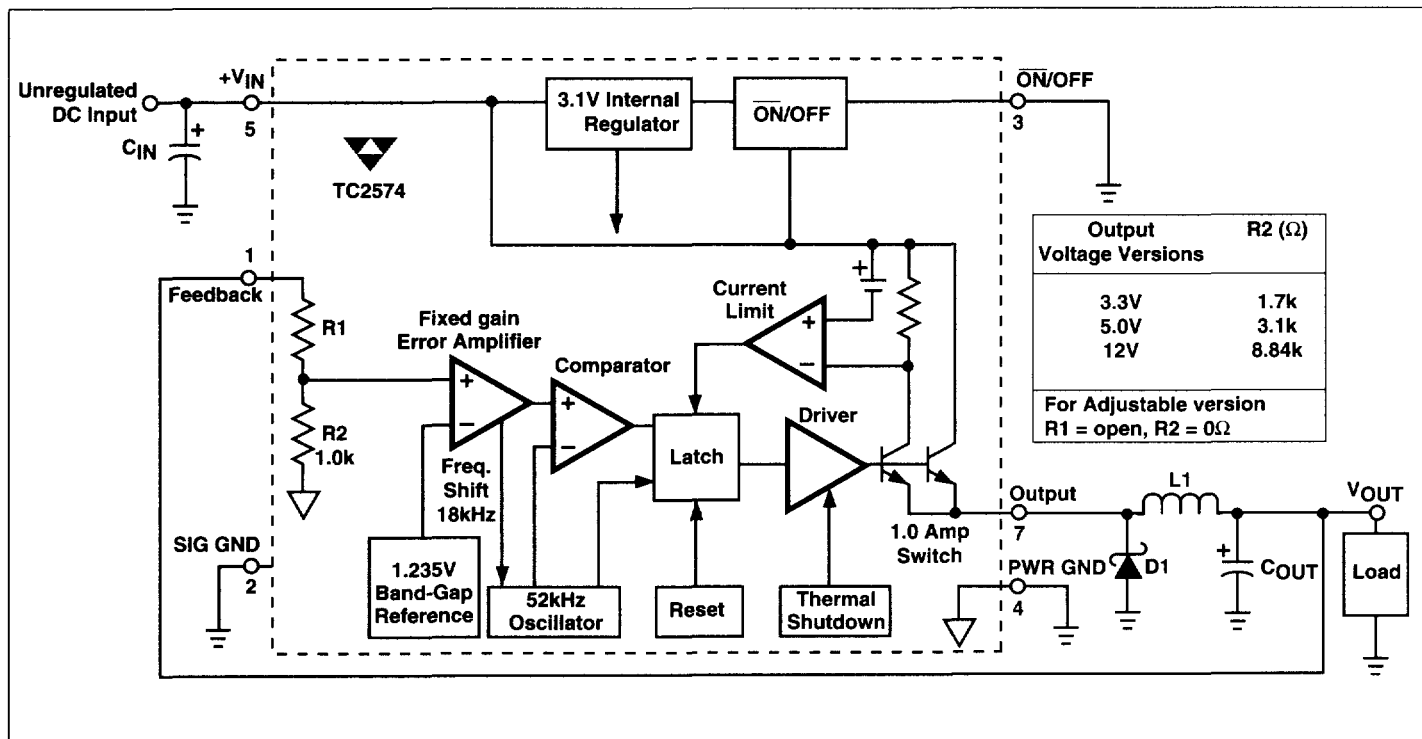 Unregulated
DC Input
+VIN
5
CIN
+
TC2574
3.1V Internal
Regulator
ON/OFF
ON/OFF
3
Output
Voltage Versions
R2 (Ω)
3.3V
1.7k
5.0V
3.1k
12V
8.84k
For Adjustable version
R1 = open, R2 = 0Ω
1
Feedback
R1
R2
1.0k
Fixed gain
Error Amplifier
+
−
Comparator
+
−
Current
Limit
+
−
+
Latch
Driver
Freq.
Shift
18kHz
SIG GND
2
1.235V
Band-Gap
Reference
52kHz
Oscillator
Reset
Thermal
Shutdown
1.0 Amp
Switch
Output
7
PWR GND
4
L1
D1
+
COUT
VOUT
Load